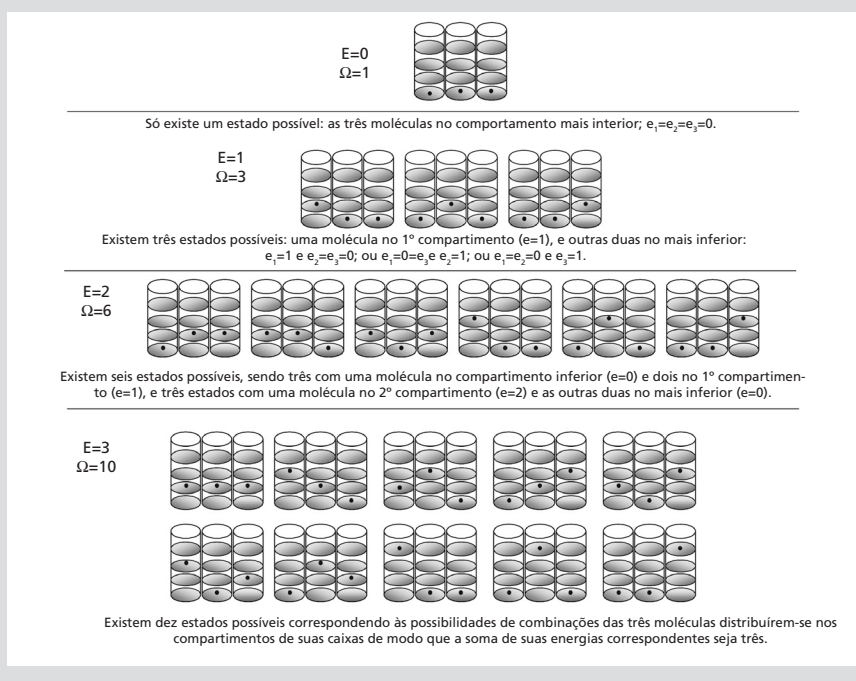 E=0
Ω=1
Só existe um estado possível: as três moléculas no comportamento mais interior; e₁=e₂=e₃=0.
E=1
Ω=3
Existem três estados possíveis: uma molécula no 1º compartimento (e=1), e outras duas no mais inferior:
e₁=1 e e₂=e₃=0; ou e₁=0=e₃e e₂=1; ou e₁=e₂=0 e e₃=1.
E=2
Ω=6
Existem seis estados possíveis, sendo três com uma molécula no compartimento inferior (e=0) e dois no 1º compartimen-
to (e=1), e três estados com uma molécula no 2º compartimento (e=2) e as outras duas no mais inferior (e=0).
E=3
Ω=10
Existem dez estados possíveis correspondendo às possibilidades de combinações das três moléculas distribuírem-se nos
compartimentos de suas caixas de modo que a soma de suas energias correspondentes seja três.